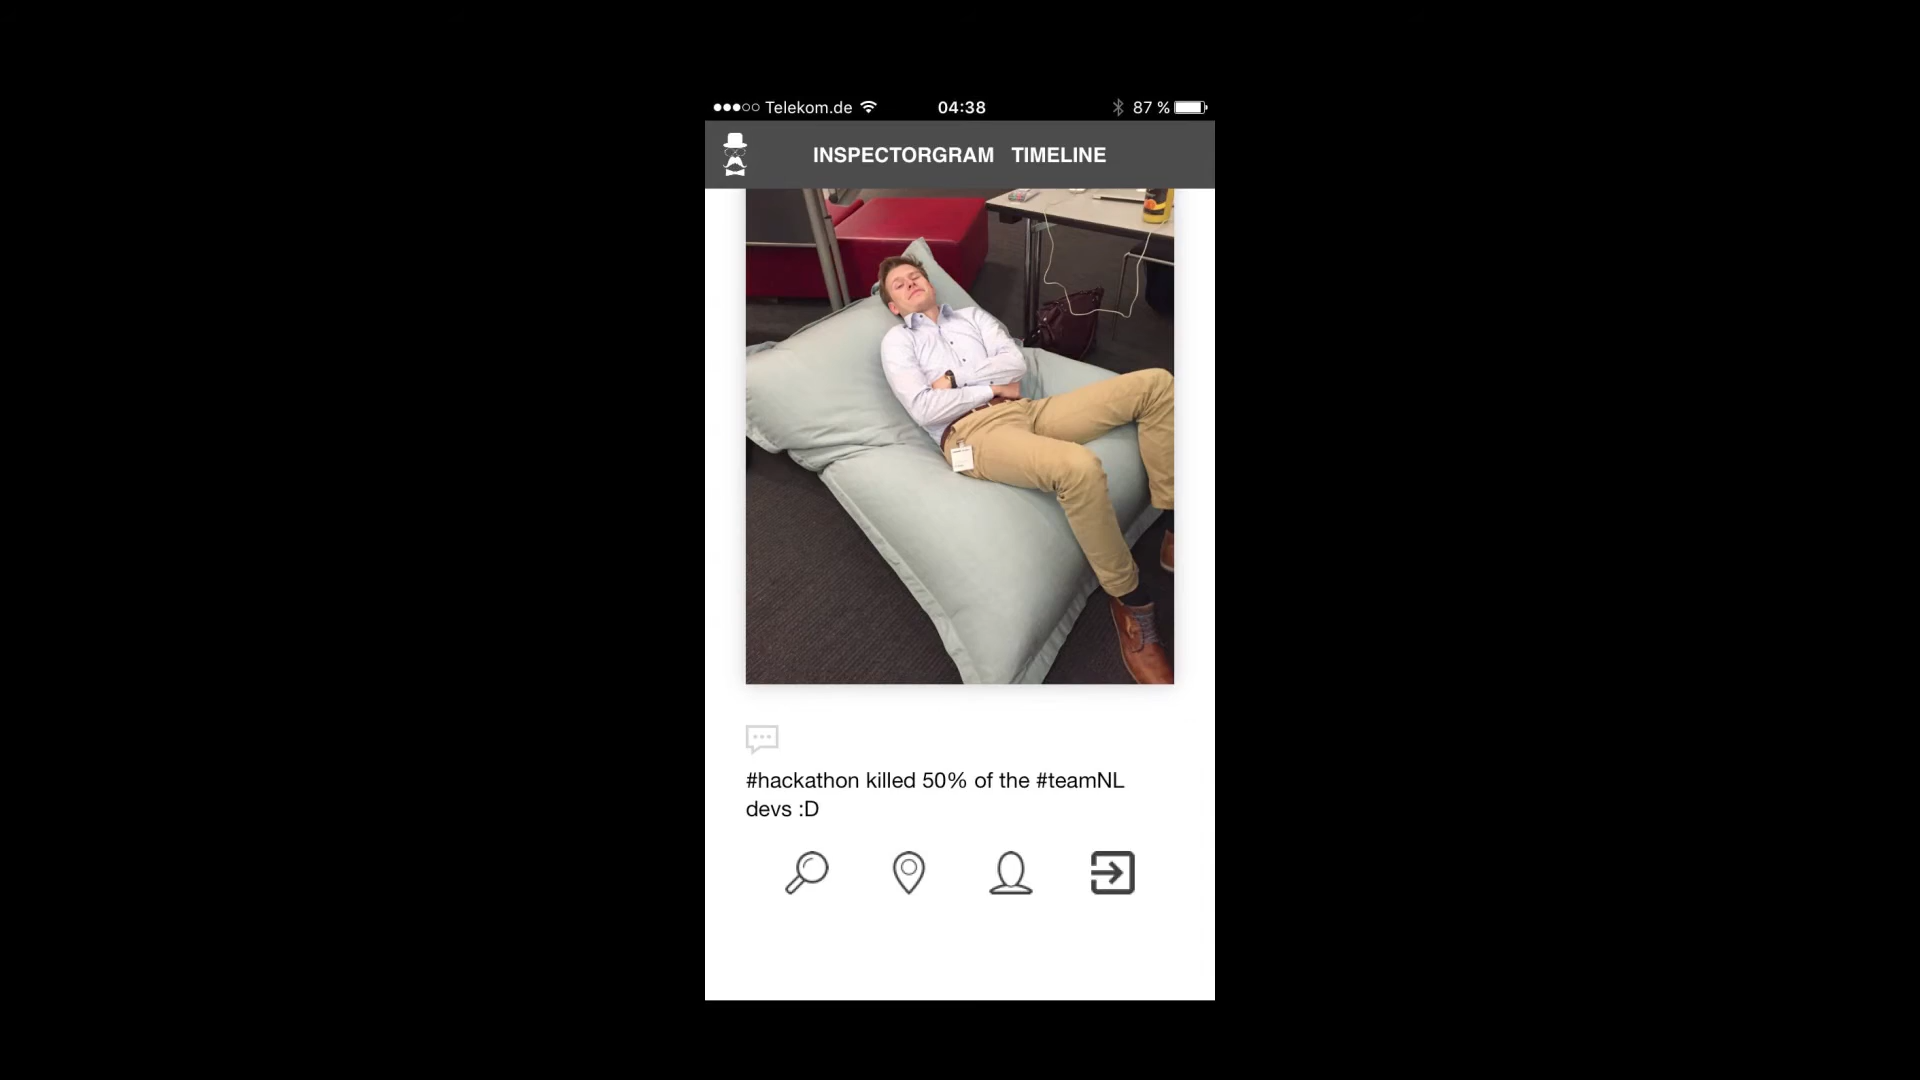 Telekom.de 04:38 87 %
INSPECTORGRAM TIMELINE
#hackathon killed 50% of the #teamNL
devs :D